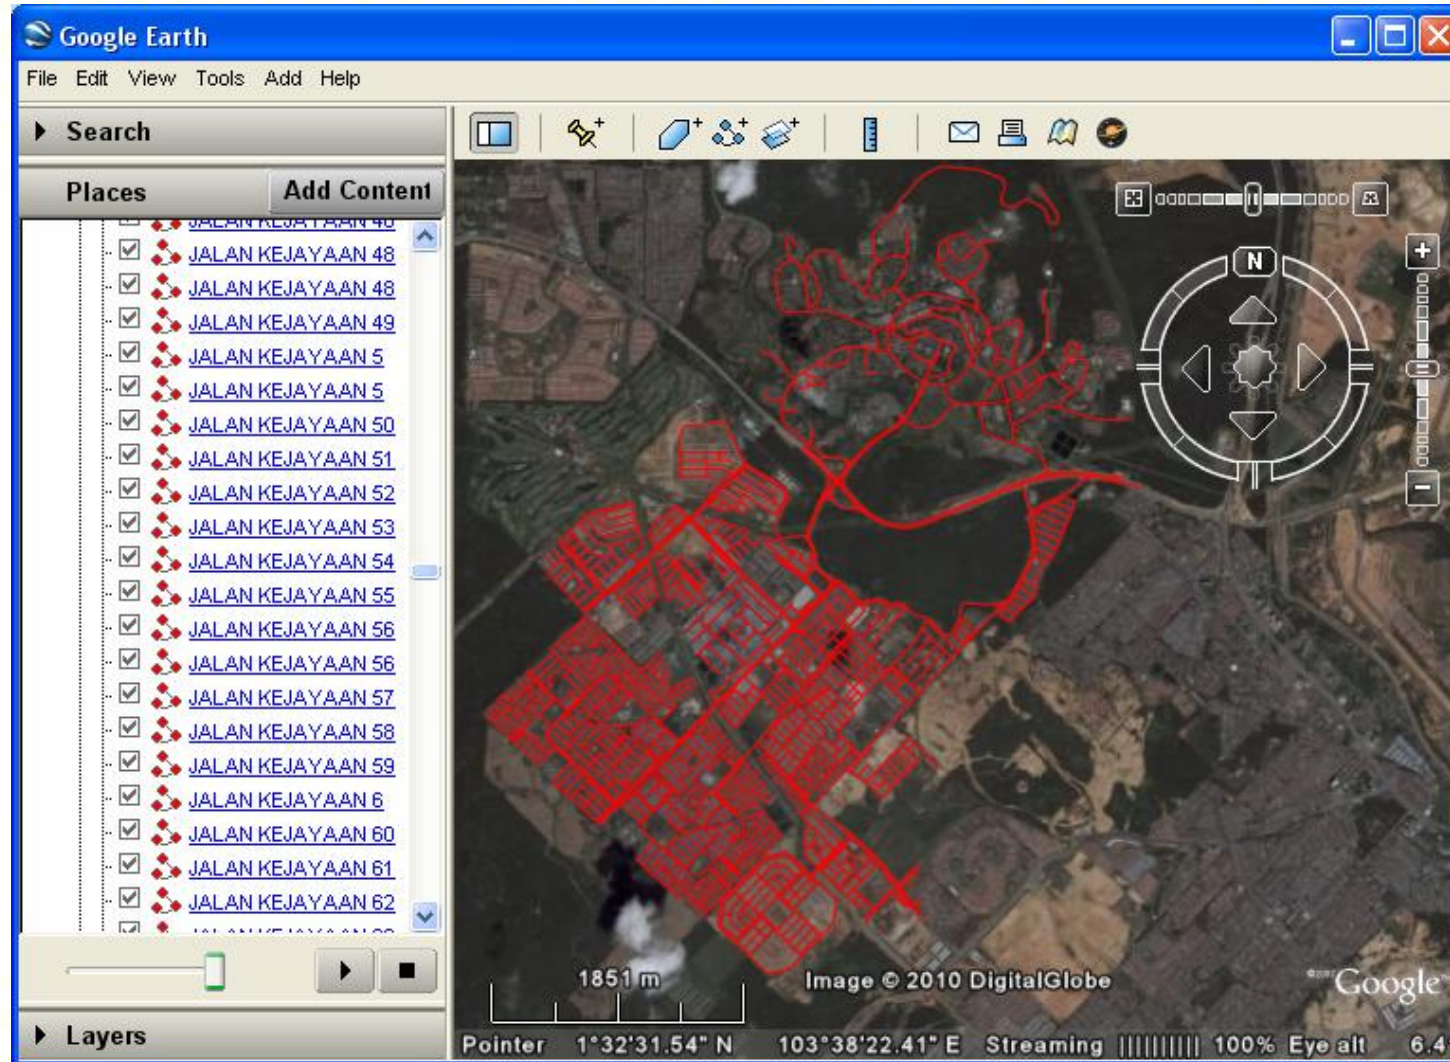 Google Earth
File Edit View Tools Add Help
Search
Places Add Content
JALAN KEJAYAAN 48
JALAN KEJAYAAN 48
JALAN KEJAYAAN 49
JALAN KEJAYAAN 5
JALAN KEJAYAAN 5
JALAN KEJAYAAN 50
JALAN KEJAYAAN 51
JALAN KEJAYAAN 52
JALAN KEJAYAAN 53
JALAN KEJAYAAN 54
JALAN KEJAYAAN 55
JALAN KEJAYAAN 56
JALAN KEJAYAAN 56
JALAN KEJAYAAN 57
JALAN KEJAYAAN 58
JALAN KEJAYAAN 59
JALAN KEJAYAAN 6
JALAN KEJAYAAN 60
JALAN KEJAYAAN 61
JALAN KEJAYAAN 62
Layers
N
1851 m
Image © 2010 DigitalGlobe
Google
Pointer 1°32'31.54" N 103°38'22.41" E Streaming |||||||||| 100% Eye alt 6.4